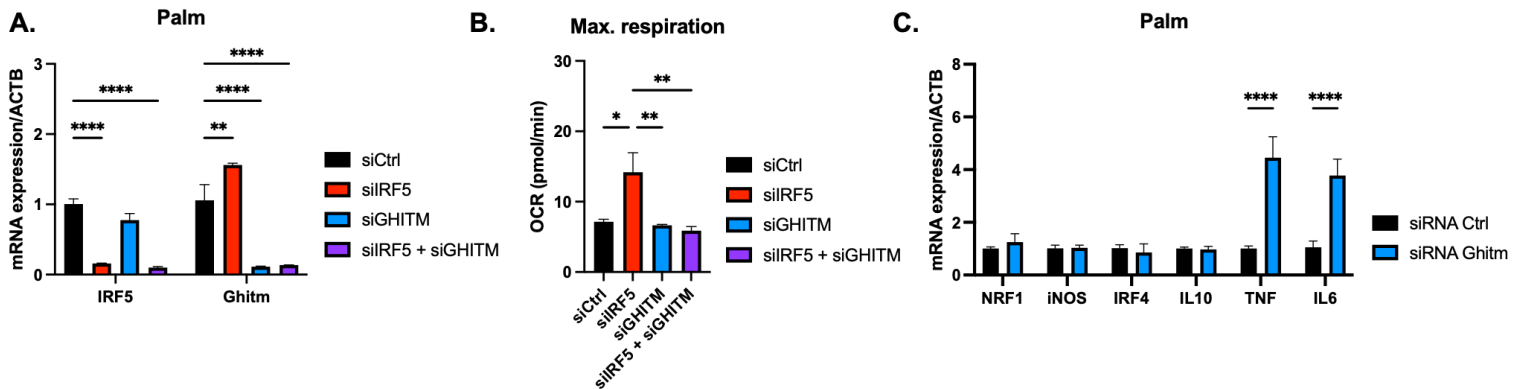 A.
Palm
mRNA expression/ACTB
3
2
1
0
****
****
****
****
**
IRF5
Ghitm
siCtrl
siIRF5
siGHITM
siIRF5 + siGHITM
B.
Max. respiration
OCR (pmol/min)
30
20
10
0
**
*
**
siCtrl
siIRF5
siGHITM
siIRF5 + siGHITM
siCtrl
siIRF5
siGHITM
siIRF5 + siGHITM
C.
Palm
mRNA expression/ACTB
8
6
4
2
0
****
****
NRF1
iNOS
IRF4
IL10
TNF
IL6
siRNA Ctrl
siRNA Ghitm